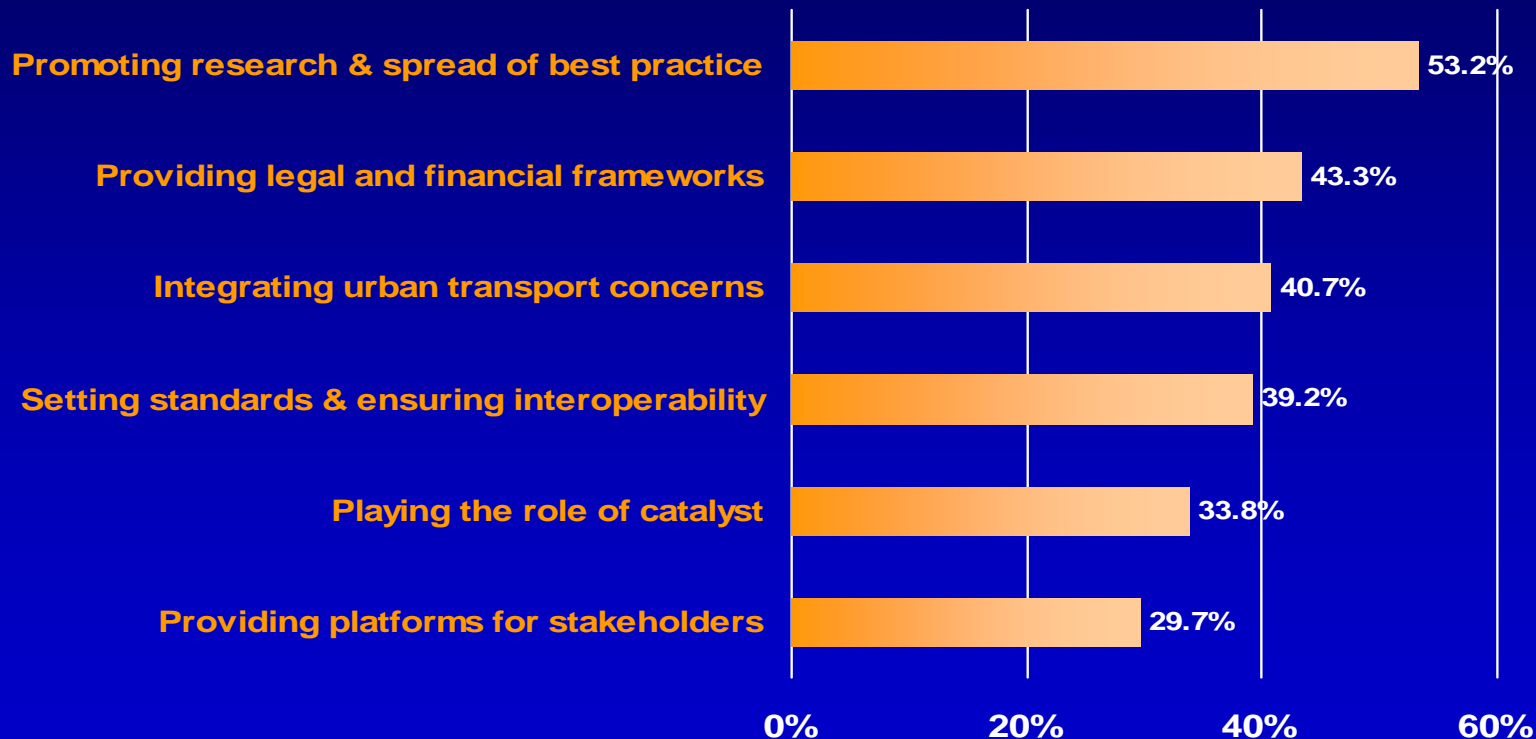 Promoting research & spread of best practice 53.2%
Providing legal and financial frameworks 43.3%
Integrating urban transport concerns 40.7%
Setting standards & ensuring interoperability 39.2%
Playing the role of catalyst 33.8%
Providing platforms for stakeholders 29.7%
0% 20% 40% 60%